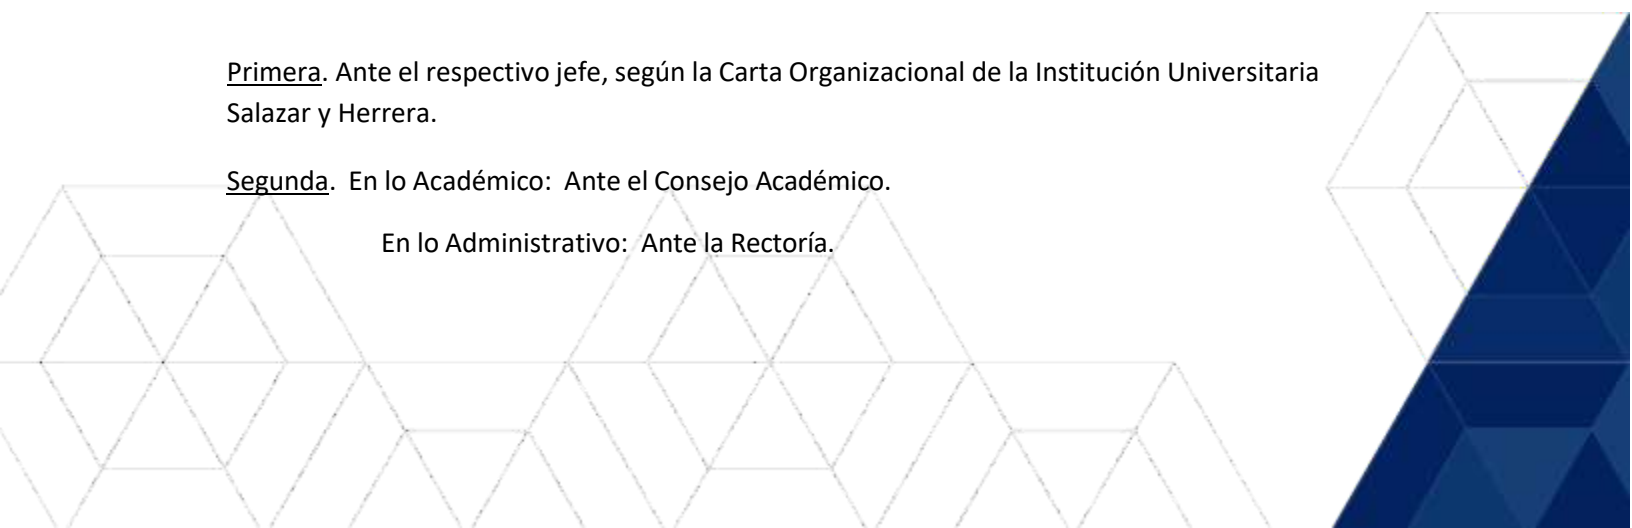 Primera. Ante el respectivo jefe, según la Carta Organizacional de la Institución Universitaria
Salazar y Herrera.
Segunda.  En lo Académico:  Ante el Consejo Académico.
En lo Administrativo:  Ante la Rectoría.